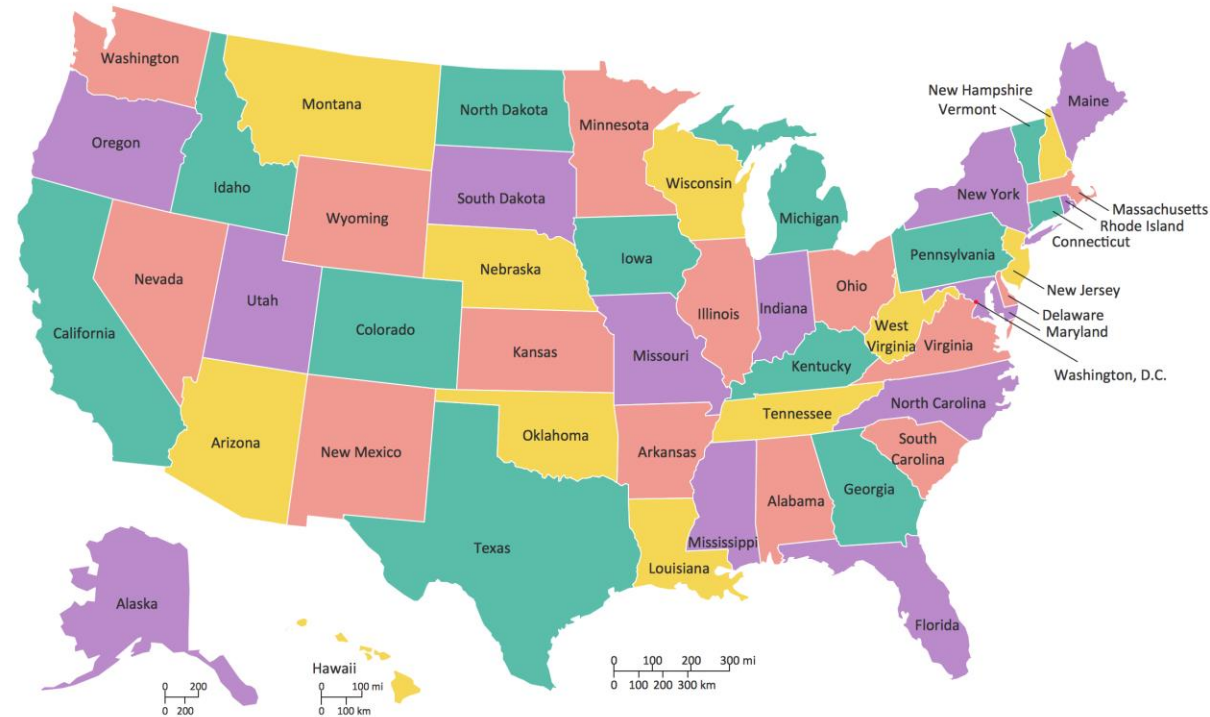 Washington
Montana
North Dakota
Minnesota
New Hampshire
Vermont
Maine
Oregon
Idaho
Wyoming
South Dakota
Wisconsin
Michigan
New York
Massachusetts
Rhode Island
Connecticut
Nevada
Utah
Nebraska
Iowa
Pennsylvania
New Jersey
California
Colorado
Kansas
Missouri
Illinois
Indiana
Ohio
West
Virginia
Virginia
Kentucky
Delaware
Maryland
Washington, D.C.
Arizona
New Mexico
Oklahoma
Arkansas
Tennessee
North Carolina
South
Carolina
Texas
Louisiana
Mississippi
Alabama
Georgia
Florida
Alaska
0 200
0 200
Hawaii
0 100 mi
0 100 km
0 100 200 300 mi
0 100 200 300 km